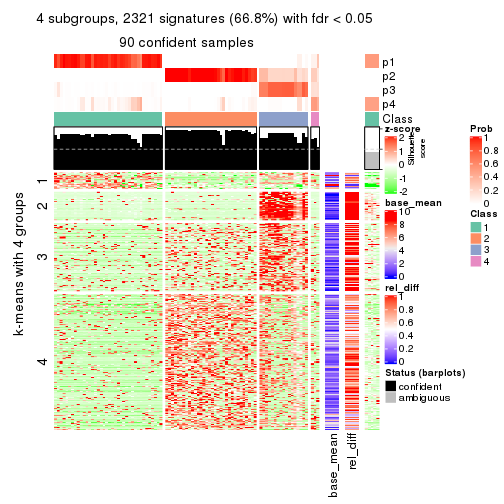 4 subgroups, 2321 signatures (66.8%) with fdr < 0.05
90 confident samples
p1
p2
p3
p4
Class
Silhouette score
k-means with 4 groups
1
2
3
4
base_mean
rel_diff
z-score
2
1
0
-1
-2
base_mean
10
8
6
4
2
0
rel_diff
1
0.8
0.6
0.4
0.2
0
Status (barplots)
confident
ambiguous
Prob
1
0.8
0.6
0.4
0.2
0
Class
1
2
3
4